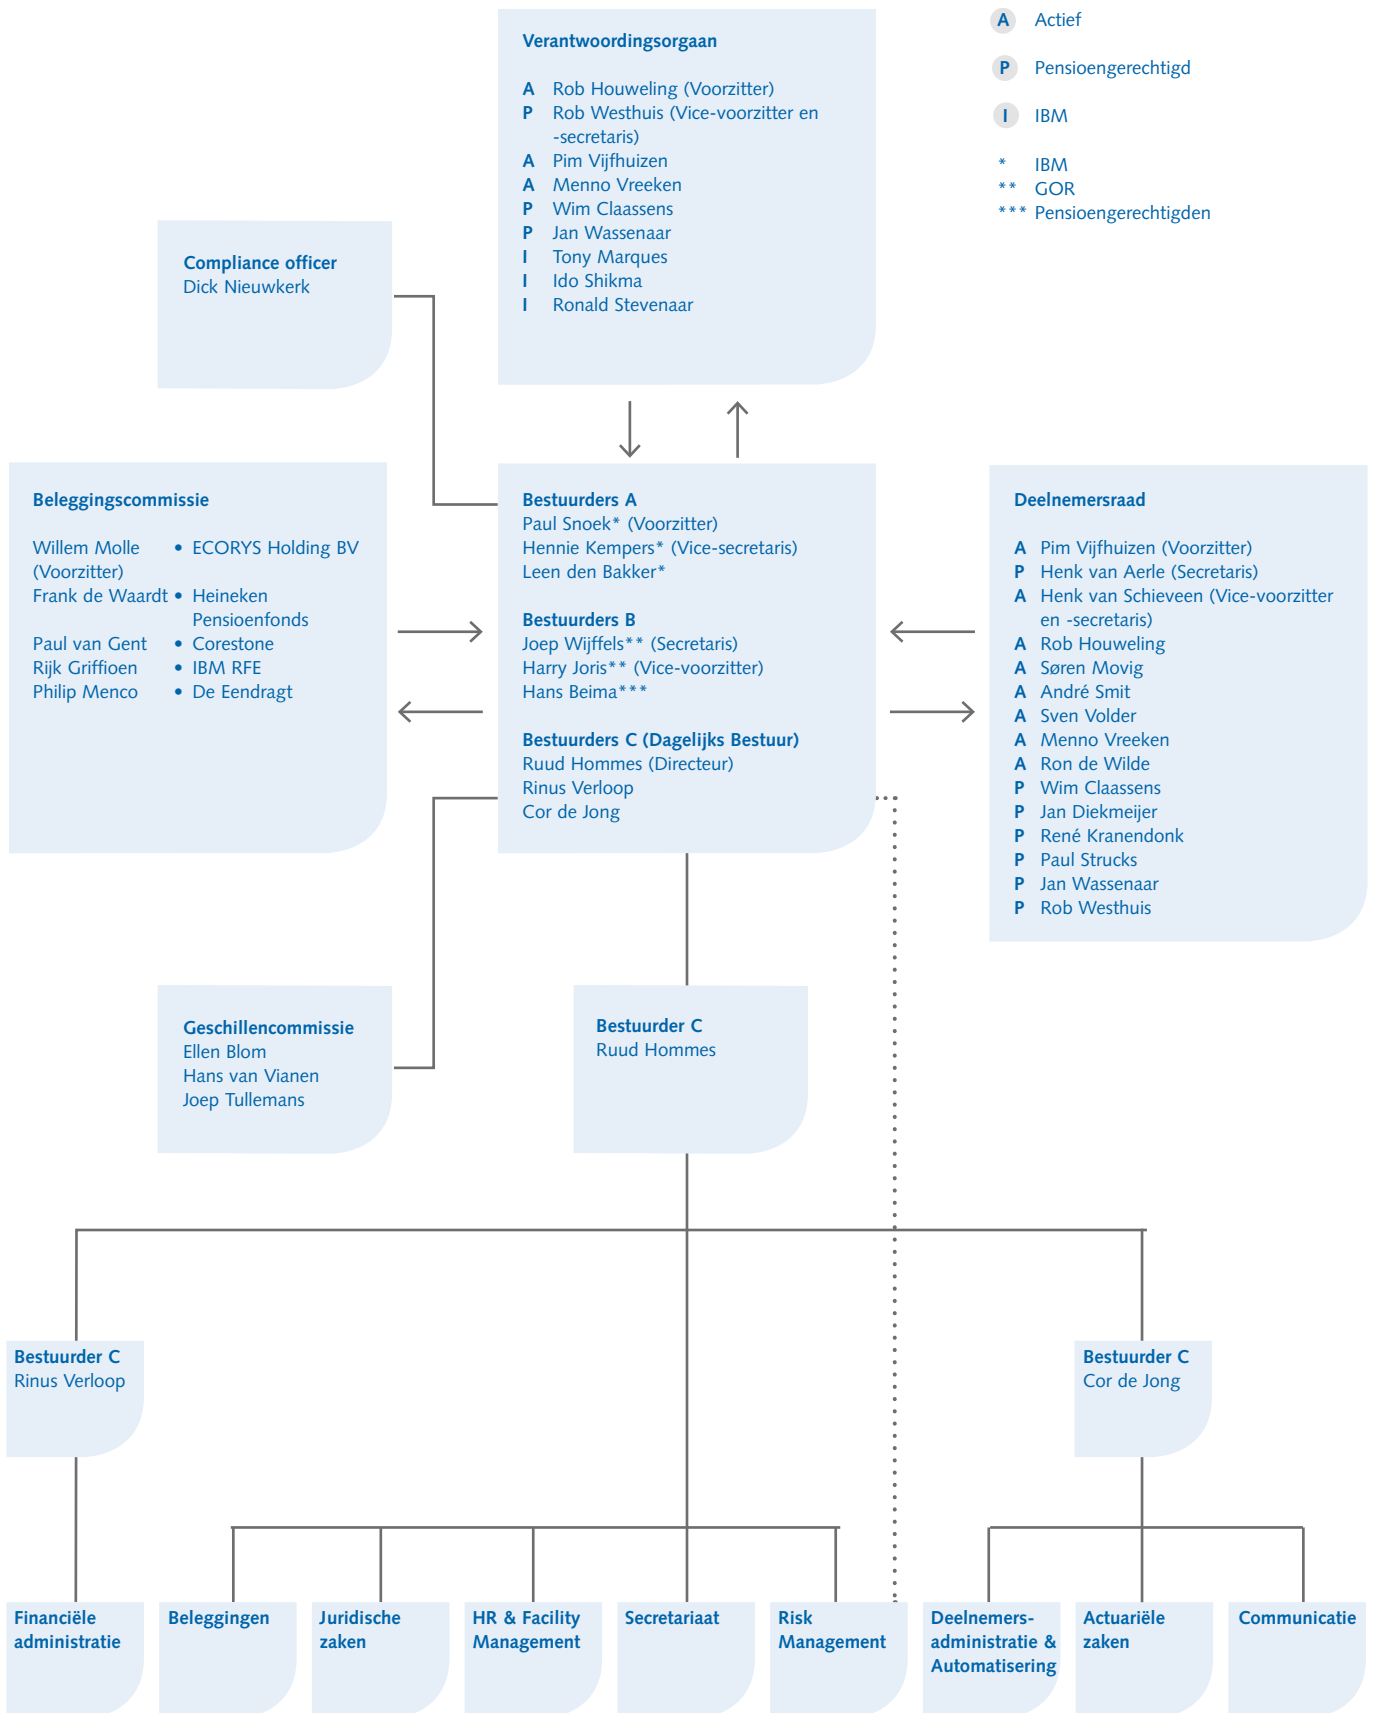 Verantwoordingsorgaan
A Rob Houweling (Voorzitter)
P Rob Westhuis (Vice-voorzitter en
-secretaris)
A Pim Vijfhuizen
A Menno Vreeken
P Wim Claassens
P Jan Wassenaar
I Tony Marques
I Ido Shikma
I Ronald Stevenaar
A Actief
P Pensioengerechtigd
I IBM
* IBM
** GOR
*** Pensioengerechtigden
Compliance officer
Dick Nieuwkerk
Beleggingscommissie
Willem Molle • ECORYS Holding BV
(Voorzitter)
Frank de Waardt • Heineken
Pensioenfonds
Paul van Gent • Corestone
Rijk Griffioen • IBM RFE
Philip Menco • De Eendragt
Bestuurders A
Paul Snoek* (Voorzitter)
Hennie Kempers* (Vice-secretaris)
Leen den Bakker*
Bestuurders B
Joep Wijffels** (Secretaris)
Harry Joris** (Vice-voorzitter)
Hans Beima***
Bestuurders C (Dagelijks Bestuur)
Ruud Hommes (Directeur)
Rinus Verloop
Cor de Jong
Deelnemersraad
A Pim Vijfhuizen (Voorzitter)
P Henk van Aerle (Secretaris)
A Henk van Schieveen (Vice-voorzitter
en -secretaris)
A Rob Houweling
A Søren Movig
A André Smit
A Sven Volder
A Menno Vreeken
A Ron de Wilde
P Wim Claassens
P Jan Diekmeijer
P René Kranendonk
P Paul Strucks
P Jan Wassenaar
P Rob Westhuis
Geschillencommissie
Ellen Blom
Hans van Vianen
Joep Tullemans
Bestuurder C
Ruud Hommes
Bestuurder C
Rinus Verloop
Bestuurder C
Cor de Jong
Financiële
administratie
Beleggingen
Juridische
zaken
HR & Facility
Management
Secretariaat
Risk
Management
Deelnemers-
administratie &
Automatisering
Actuariële
zaken
Communicatie